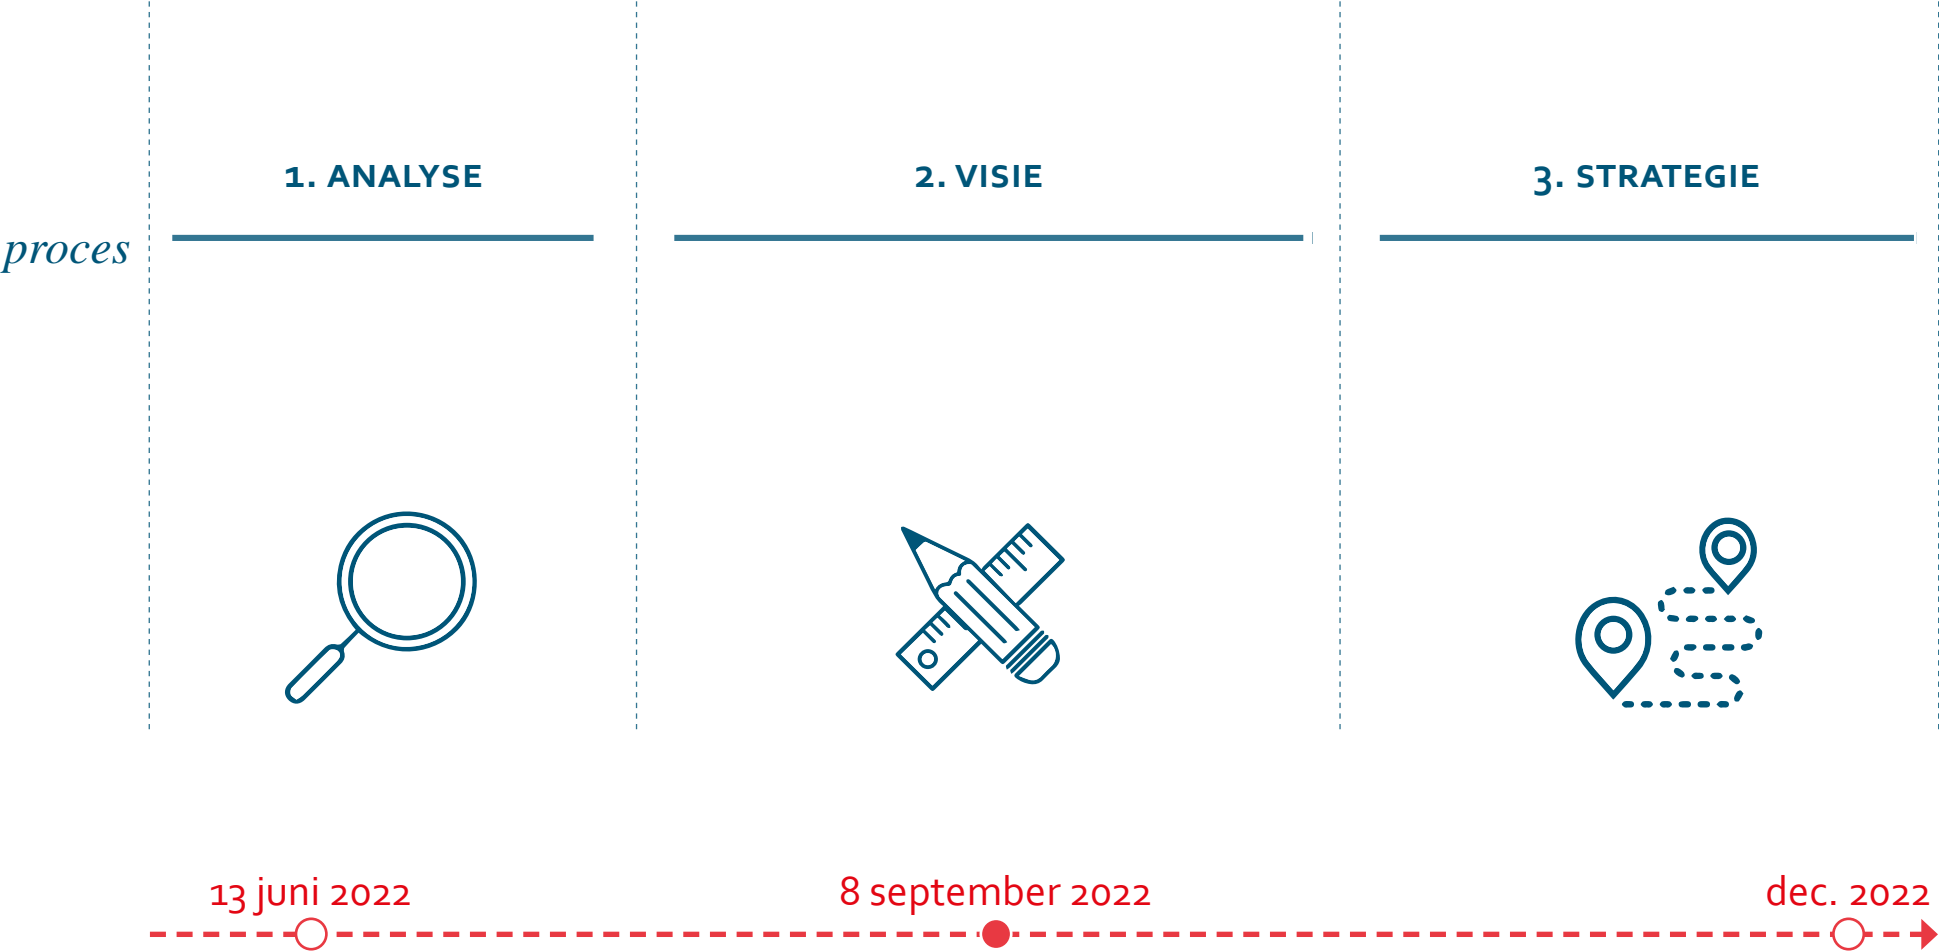 1. ANALYSE
2. VISIE
3. STRATEGIE
proces
13 juni 2022
8 september 2022
dec. 2022